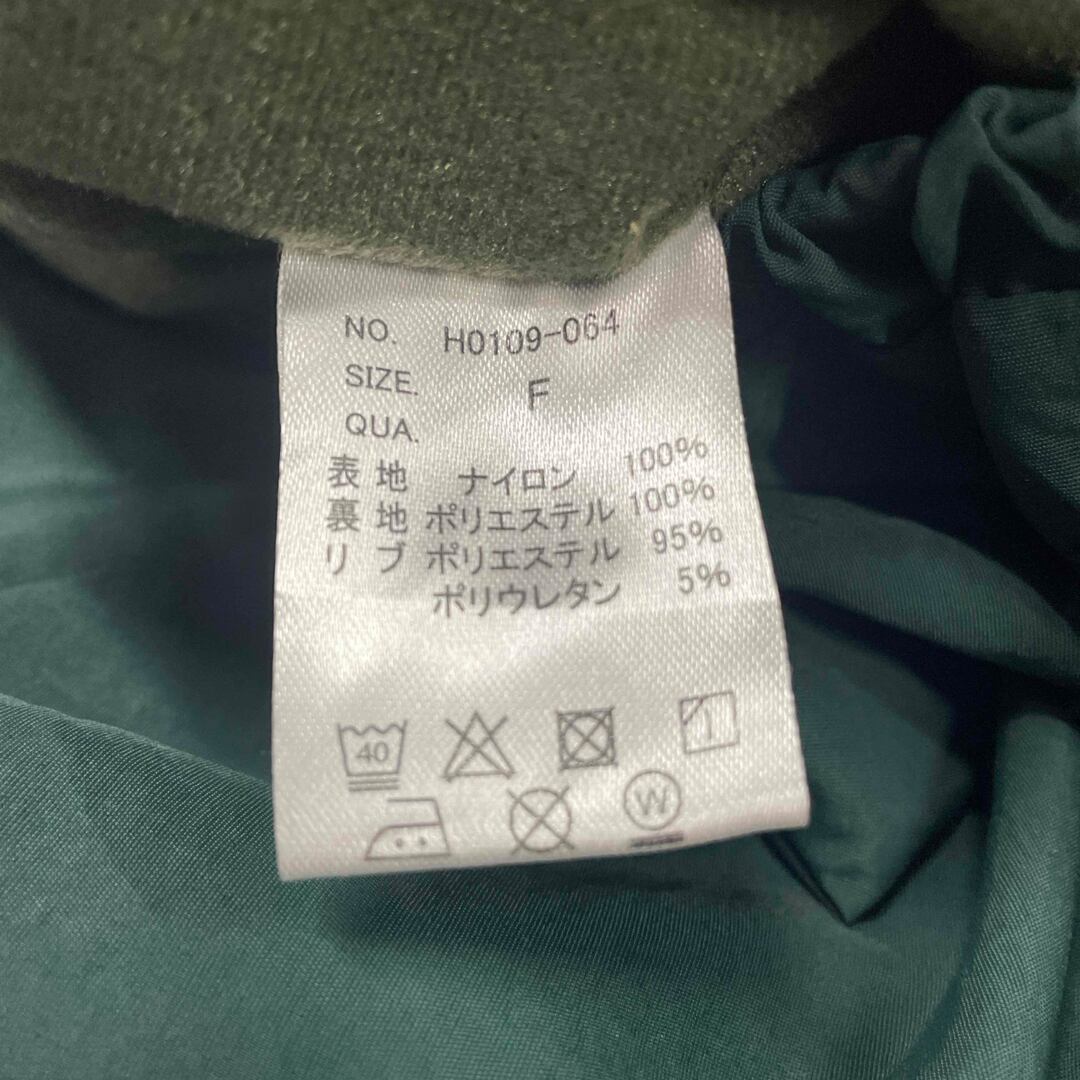 NO. H0109-064
SIZE. F
QUA.
表地 ナイロン 100%
裏地 ポリエステル 100%
リブ ポリエステル 95%
ポリウレタン 5%
40
W